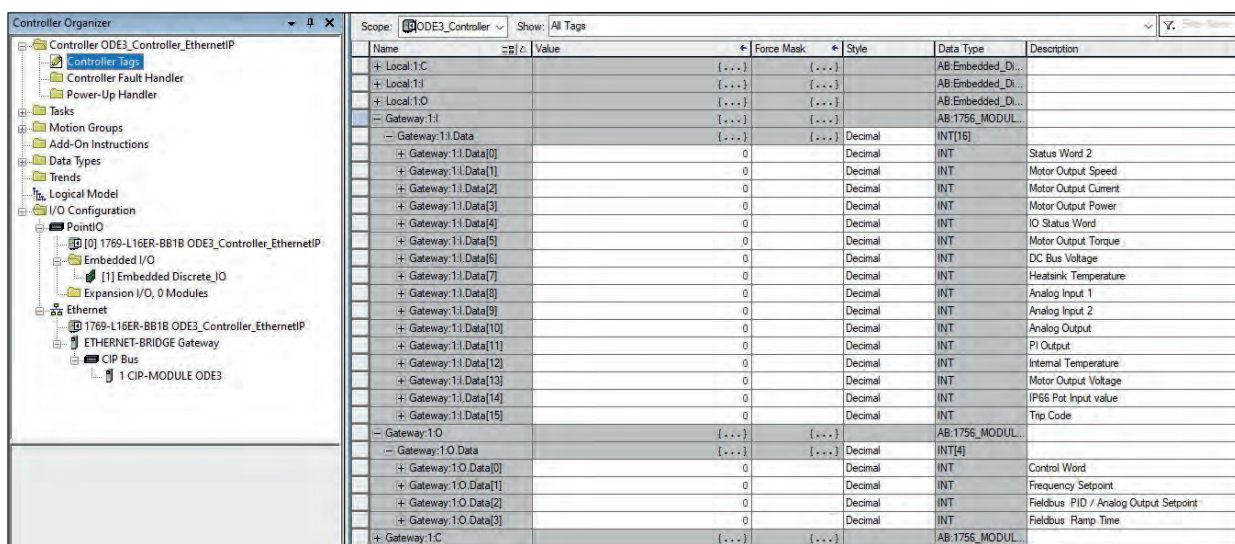 Controller Organizer
Controller ODE3_Controller_EthernetIP
Controller Tags
Controller Fault Handler
Power-Up Handler
Tasks
Motion Groups
Add-On Instructions
Data Types
Trends
Logical Model
I/O Configuration
PointIO
[0] 1769-L16ER-BB1B ODE3_Controller_EthernetIP
Embedded I/O
[1] Embedded Discrete_IO
Expansion I/O, 0 Modules
Ethernet
1769-L16ER-BB1B ODE3_Controller_EthernetIP
ETHERNET-BRIDGE Gateway
CIP Bus
1 CIP-MODULE ODE3
Scope: ODE3_Controller Show: All Tags
Name Value Force Mask Style Data Type Description
Local:1:C {...} {...} AB:Embedded_Di...
Local:1:I {...} {...} AB:Embedded_Di...
Local:1:O {...} {...} AB:Embedded_Di...
Gateway:1:I {...} {...} AB:1756_MODUL...
Gateway:1:I.Data {...} {...} Decimal INT[16]
Gateway:1:I.Data[0] 0 Decimal INT Status Word 2
Gateway:1:I.Data[1] 0 Decimal INT Motor Output Speed
Gateway:1:I.Data[2] 0 Decimal INT Motor Output Current
Gateway:1:I.Data[3] 0 Decimal INT Motor Output Power
Gateway:1:I.Data[4] 0 Decimal INT IO Status Word
Gateway:1:I.Data[5] 0 Decimal INT Motor Output Torque
Gateway:1:I.Data[6] 0 Decimal INT DC Bus Voltage
Gateway:1:I.Data[7] 0 Decimal INT Heatsink Temperature
Gateway:1:I.Data[8] 0 Decimal INT Analog Input 1
Gateway:1:I.Data[9] 0 Decimal INT Analog Input 2
Gateway:1:I.Data[10] 0 Decimal INT Analog Output
Gateway:1:I.Data[11] 0 Decimal INT PI Output
Gateway:1:I.Data[12] 0 Decimal INT Internal Temperature
Gateway:1:I.Data[13] 0 Decimal INT Motor Output Voltage
Gateway:1:I.Data[14] 0 Decimal INT IP66 Pot Input value
Gateway:1:I.Data[15] 0 Decimal INT Trip Code
Gateway:1:O {...} {...} AB:1756_MODUL...
Gateway:1:O.Data {...} {...} Decimal INT[4]
Gateway:1:O.Data[0] 0 Decimal INT Control Word
Gateway:1:O.Data[1] 0 Decimal INT Frequency Setpoint
Gateway:1:O.Data[2] 0 Decimal INT Fieldbus PID / Analog Output Setpoint
Gateway:1:O.Data[3] 0 Decimal INT Fieldbus Ramp Time
Gateway:1:C {...} {...} AB:1756_MODUL...